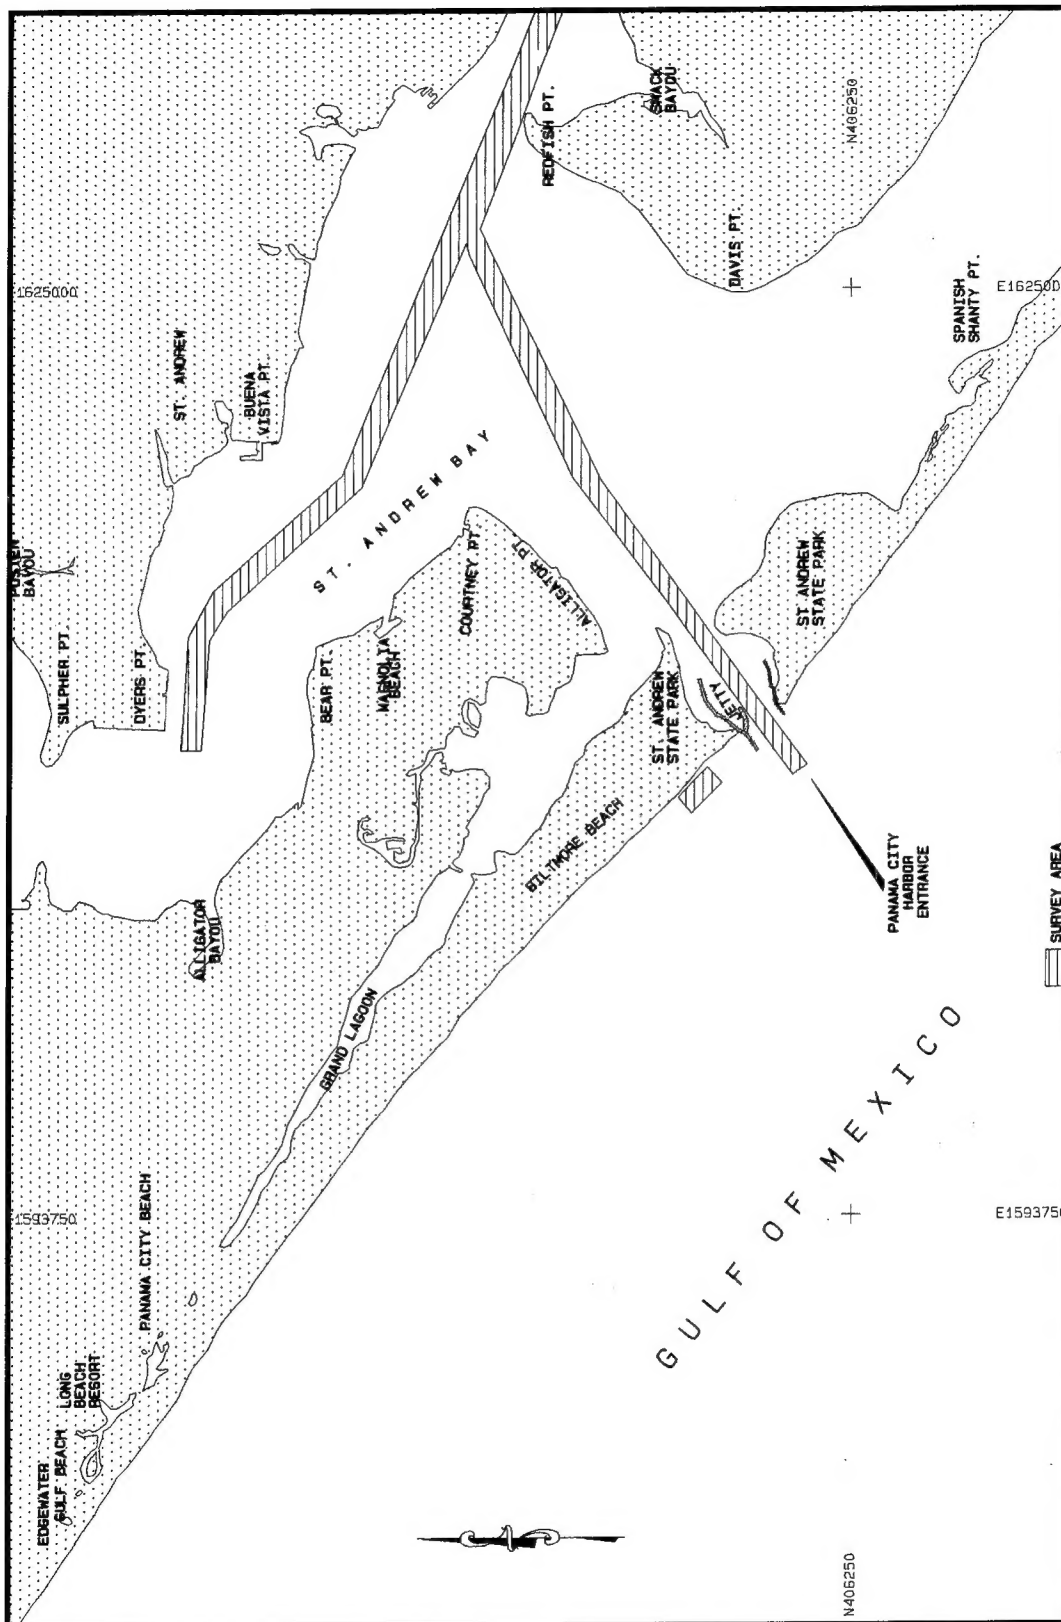 EDGEWATER
GULF BEACH
LONG
BEACH
RESORT
PANAMA CITY BEACH
GRAND LAGOON
ALLIGATOR
BAYOU
BILTMORE BEACH
SULPHER PT.
DYERS PT.
BAYOU
ST. ANDREW
BUENA
VISTA PT.
BEAR PT.
MAGNOLIA
BEACH
COURTNEY PT.
ALLIGATOR PT.
ST. ANDREW BAY
ST. ANDREW
STATE PARK
JETTY
ST ANDREW
STATE PARK
REDFISH PT.
SMACK
BAYOU
DAVIS PT.
SPANISH
SHANTY PT.
PANAMA CITY
HARBOR
ENTRANCE
GULF OF MEXICO
SURVEY AREA
N406250
N406250
1593750
E1593750
1625000
E162500